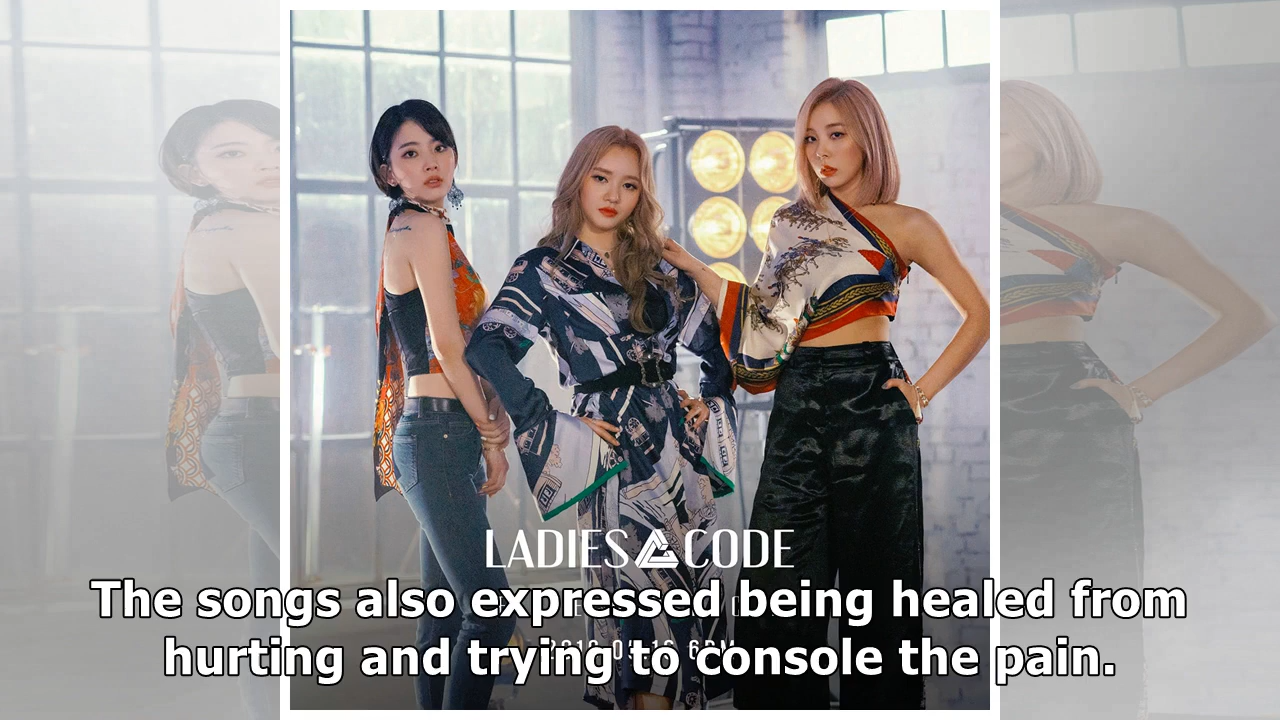 LADIES CODE
The songs also expressed being healed from
hurting and trying to console the pain.